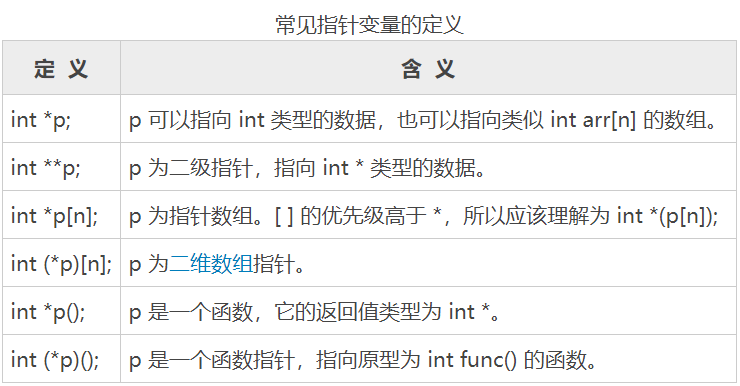 常见指针变量的定义
定 义 含 义
int *p; p 可以指向 int 类型的数据，也可以指向类似 int arr[n] 的数组。
int **p; p 为二级指针，指向 int * 类型的数据。
int *p[n]; p 为指针数组。[ ] 的优先级高于 *，所以应该理解为 int *(p[n]);
int (*p)[n]; p 为二维数组指针。
int *p(); p 是一个函数，它的返回值类型为 int *。
int (*p)(); p 是一个函数指针，指向原型为 int func() 的函数。